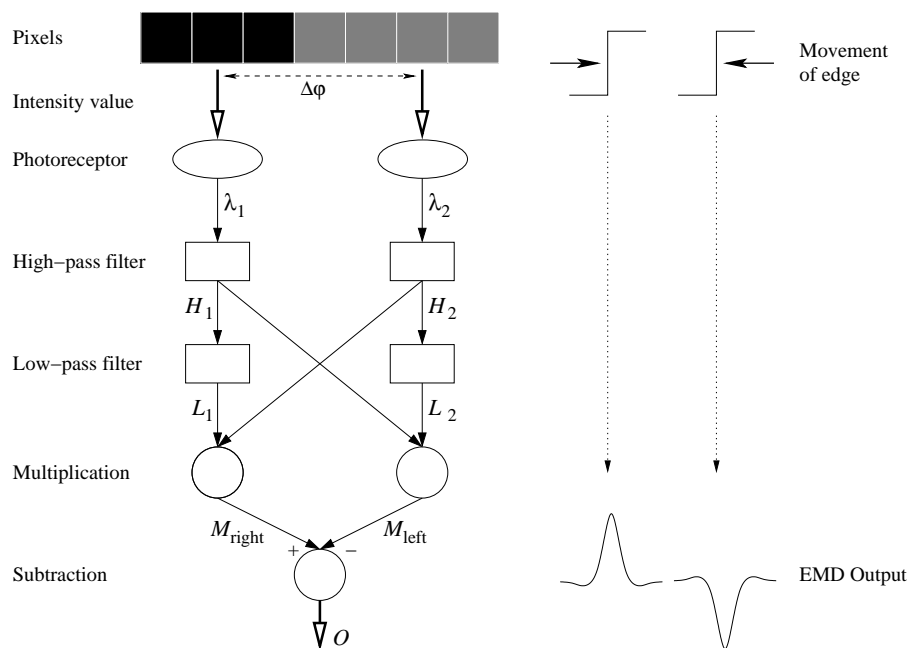 Pixels
Movement
of edge
Δφ
Intensity value
Photoreceptor
λ1 λ2
High−pass filter
H1 H2
Low−pass filter
L1 L2
Multiplication
Mright Mleft
+ −
Subtraction
EMD Output
O